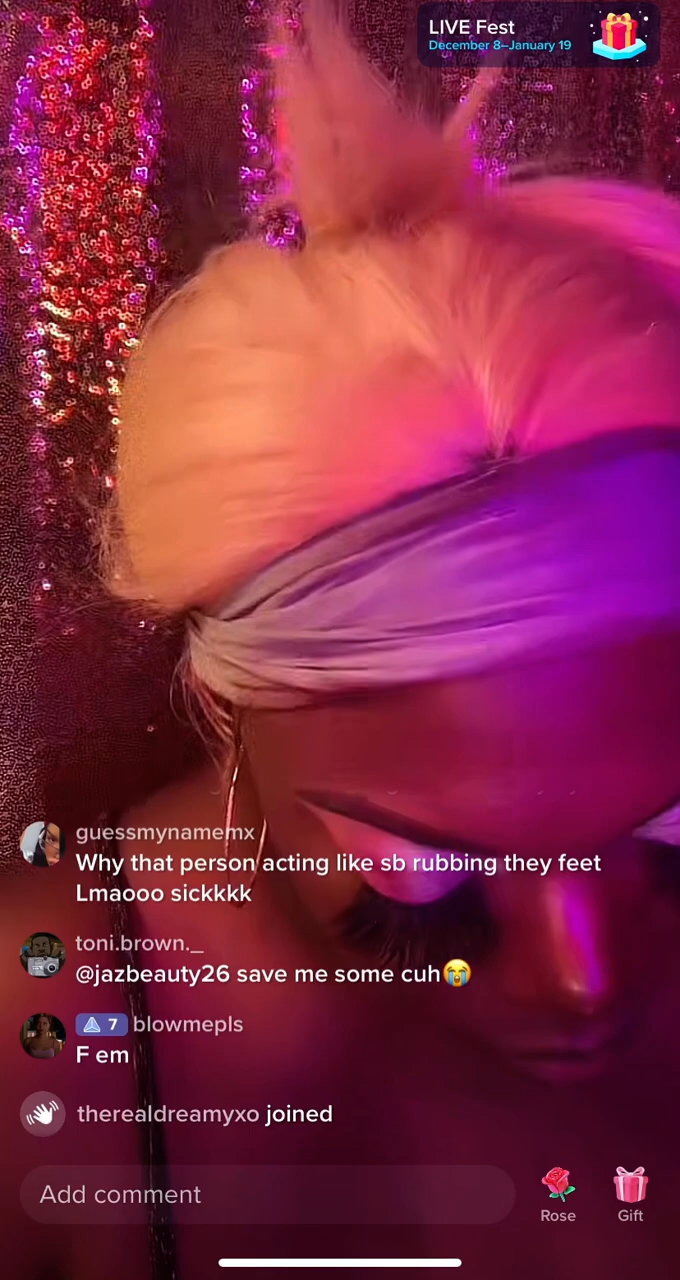 LIVE Fest
December 8–January 19
guessmynamemx
Why that person acting like sb rubbing they feet
Lmaooo sickkkk
toni.brown._
@jazbeauty26 save me some cuh😭
7 blowmepls
F em
therealdreamyxo joined
Add comment
Rose
Gift